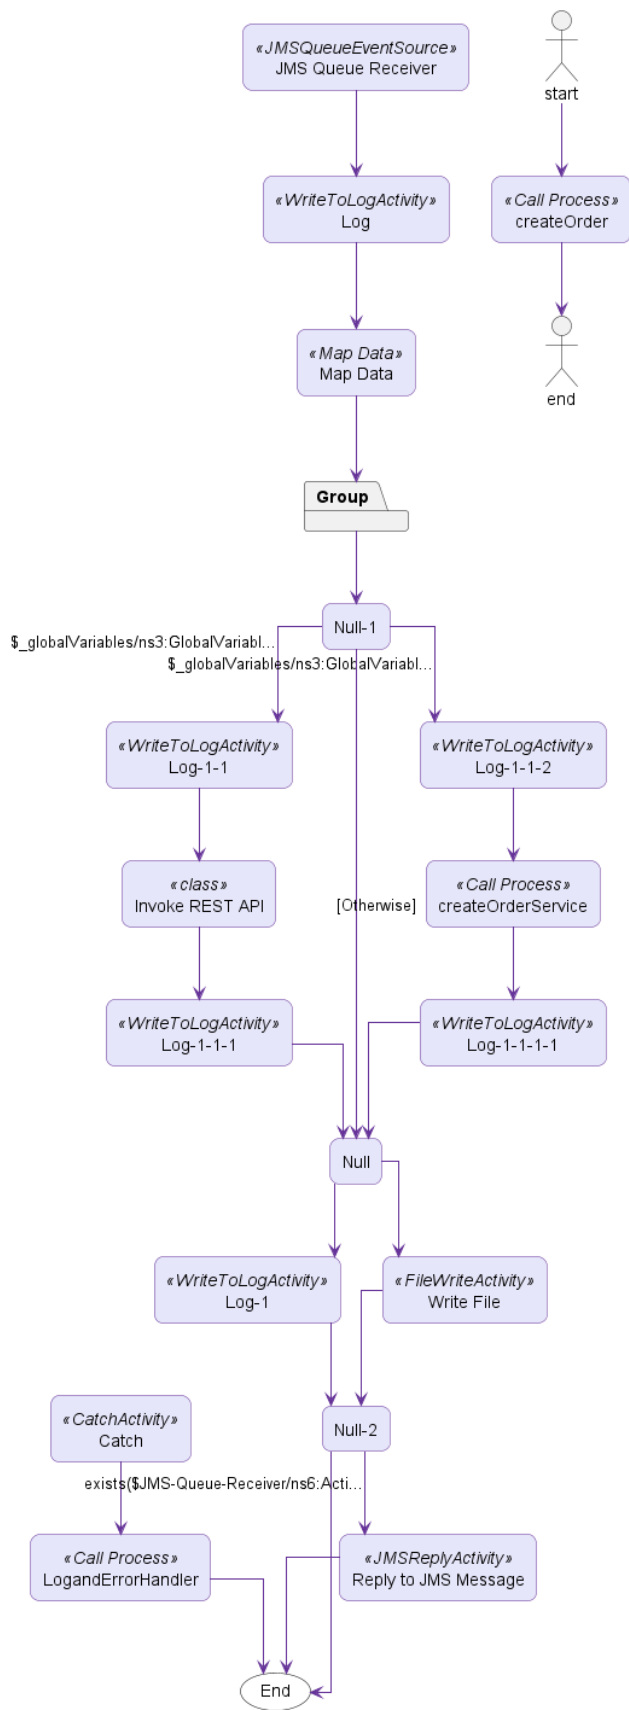 «JMSQueueEventSource»
JMS Queue Receiver
start
«WriteToLogActivity»
Log
«Call Process»
createOrder
«Map Data»
Map Data
end
Group
Null-1
$_globalVariables/ns3:GlobalVariabl...
$_globalVariables/ns3:GlobalVariabl...
«WriteToLogActivity»
Log-1-1
«WriteToLogActivity»
Log-1-1-2
«class»
Invoke REST API
[Otherwise]
«Call Process»
createOrderService
«WriteToLogActivity»
Log-1-1-1
«WriteToLogActivity»
Log-1-1-1-1
Null
«WriteToLogActivity»
Log-1
«FileWriteActivity»
Write File
«CatchActivity»
Catch
Null-2
exists($JMS-Queue-Receiver/ns6:Acti...
«Call Process»
LogandErrorHandler
«JMSReplyActivity»
Reply to JMS Message
End